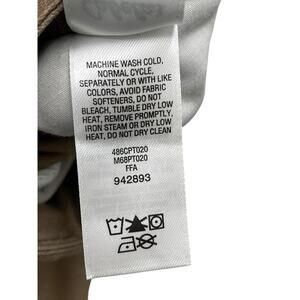 MACHINE WASH COLD,
NORMAL CYCLE,
SEPARATELY OR WITH LIKE
COLORS, AVOID FABRIC
SOFTENERS, DO NOT
BLEACH, TUMBLE DRY LOW
HEAT, REMOVE PROMPTLY,
IRON STEAM OR DRY LOW
HEAT, DO NOT DRY CLEAN
486CPT020
M68PT020
FFA
942893